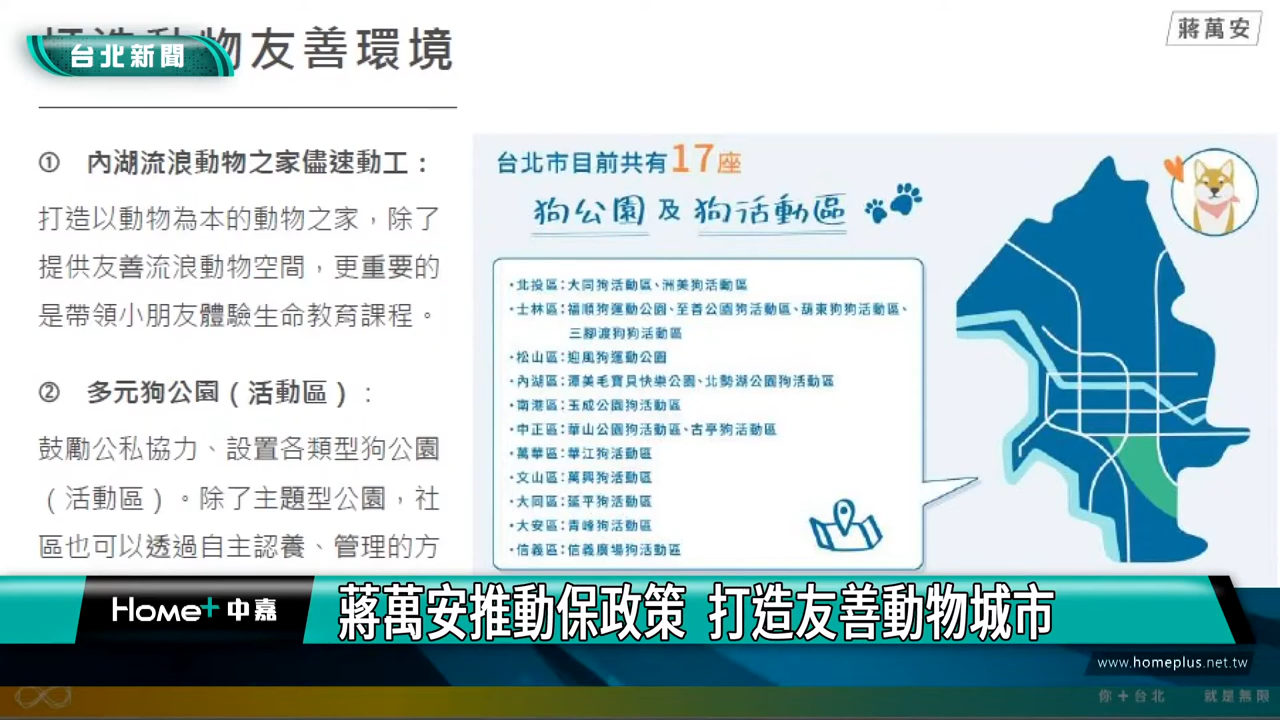 打造動物友善環境
台北新聞
蔣萬安
① 內湖流浪動物之家儘速動工：
打造以動物為本的動物之家，除了
提供友善流浪動物空間，更重要的
是帶領小朋友體驗生命教育課程。
② 多元狗公園（活動區）：
鼓勵公私協力、設置各類型狗公園
（活動區）。除了主題型公園，社
區也可以透過自主認養、管理的方
台北市目前共有17座
狗公園及狗活動區
·北投區：大同狗活動區、洲美狗活動區
·士林區：福順狗運動公園、至善公園狗活動區、葫東狗狗活動區、
三腳渡狗狗活動區
·松山區：迎風狗運動公園
·內湖區：潭美毛寶貝快樂公園、北勢湖公園狗活動區
·南港區：玉成公園狗活動區
·中正區：華山公園狗活動區、古亭狗活動區
·萬華區：華江狗活動區
·文山區：萬興狗活動區
·大同區：延平狗活動區
·大安區：青峰狗活動區
·信義區：信義廣場狗活動區
Home+中嘉
蔣萬安推動保政策 打造友善動物城市
www.homeplus.net.tw
你＋台北 就是無限